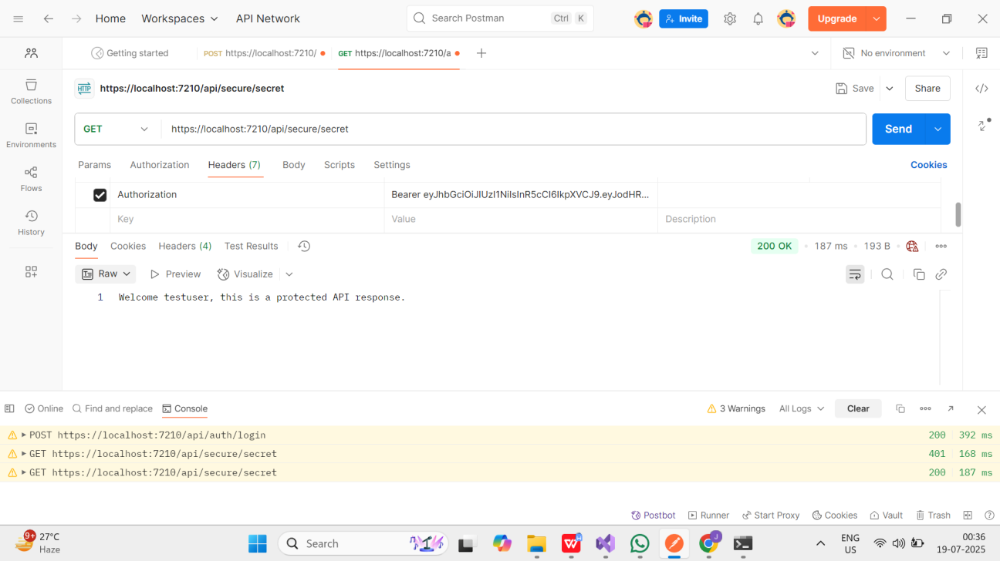 Home Workspaces API Network Search Postman Ctrl K Invite Upgrade
Getting started POST https://localhost:7210/ GET https://localhost:7210/a No environment
HTTP https://localhost:7210/api/secure/secret Save Share
GET https://localhost:7210/api/secure/secret Send
Collections
Environments
Flows
History
Params Authorization Headers (7) Body Scripts Settings Cookies
Authorization Bearer eyJhbGciOiJIUzI1NiIsInR5cCI6IkpXVCJ9.eyJodHR...
Key Value Description
Body Cookies Headers (4) Test Results 200 OK • 187 ms • 193 B
Raw Preview Visualize
1 Welcome testuser, this is a protected API response.
Online Find and replace Console 3 Warnings All Logs Clear
POST https://localhost:7210/api/auth/login 200 392 ms
GET https://localhost:7210/api/secure/secret 401 168 ms
GET https://localhost:7210/api/secure/secret 200 187 ms
Postbot Runner Start Proxy Cookies Vault Trash
9+ 27°C
Haze
Search
ENG
US
00:36
19-07-2025